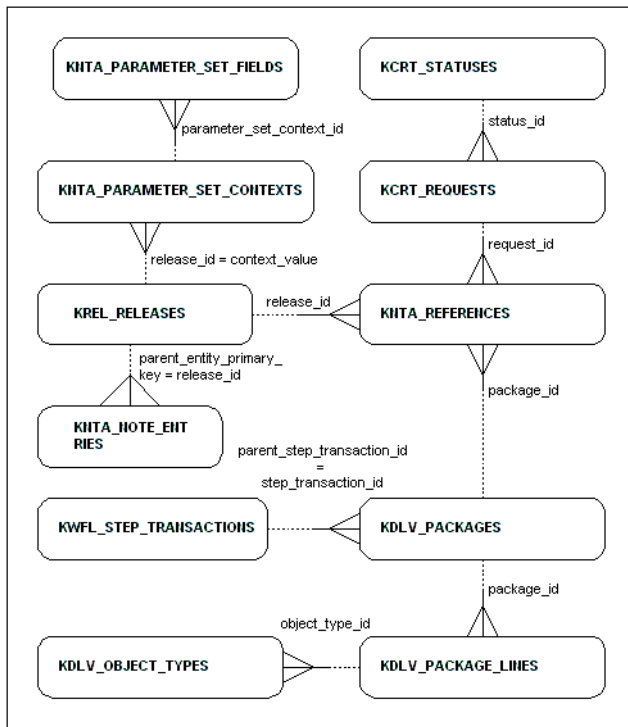 KNTA_PARAMETER_SET_FIELDS
KCRT_STATUSES
parameter_set_context_id
status_id
KNTA_PARAMETER_SET_CONTEXTS
KCRT_REQUESTS
release_id = context_value
request_id
KREL_RELEASES
release_id
KNTA_REFERENCES
parent_entity_primary_
key = release_id
package_id
KNTA_NOTE_ENT
RIES
parent_step_transaction_id
=
step_transaction_id
KWFL_STEP_TRANSACTIONS
KDLV_PACKAGES
package_id
object_type_id
KDLV_OBJECT_TYPES
KDLV_PACKAGE_LINES